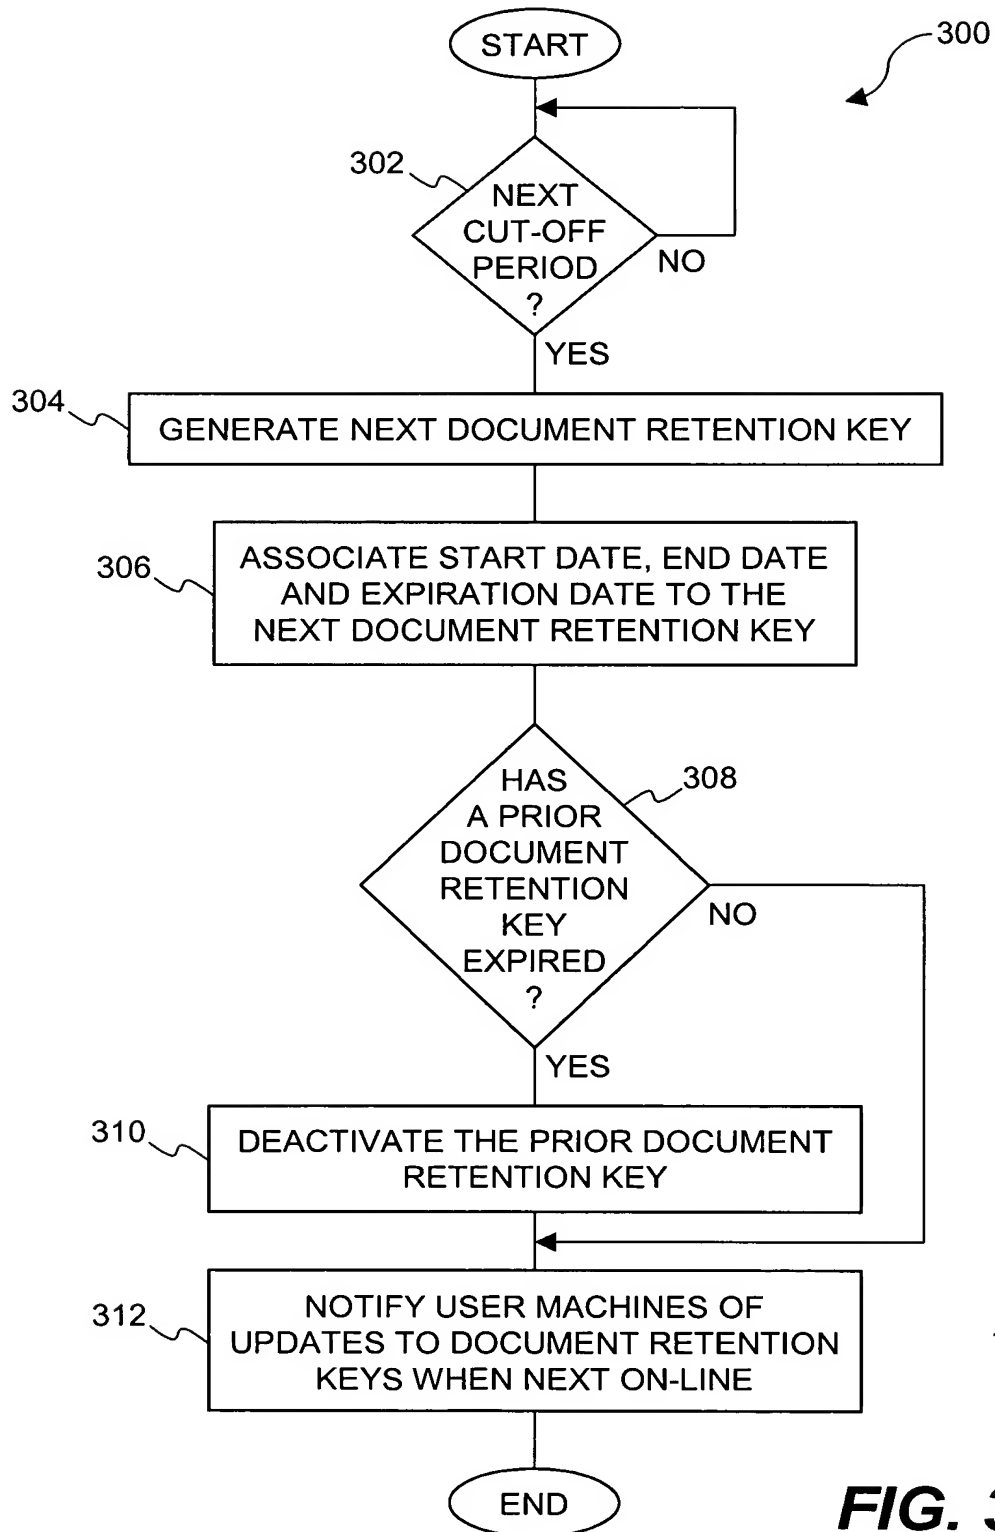 START
300
302
NEXT
CUT-OFF
PERIOD
?
NO
YES
304
GENERATE NEXT DOCUMENT RETENTION KEY
306
ASSOCIATE START DATE, END DATE
AND EXPIRATION DATE TO THE
NEXT DOCUMENT RETENTION KEY
308
HAS
A PRIOR
DOCUMENT
RETENTION
KEY
EXPIRED
?
NO
YES
310
DEACTIVATE THE PRIOR DOCUMENT
RETENTION KEY
312
NOTIFY USER MACHINES OF
UPDATES TO DOCUMENT RETENTION
KEYS WHEN NEXT ON-LINE
END
FIG. 3